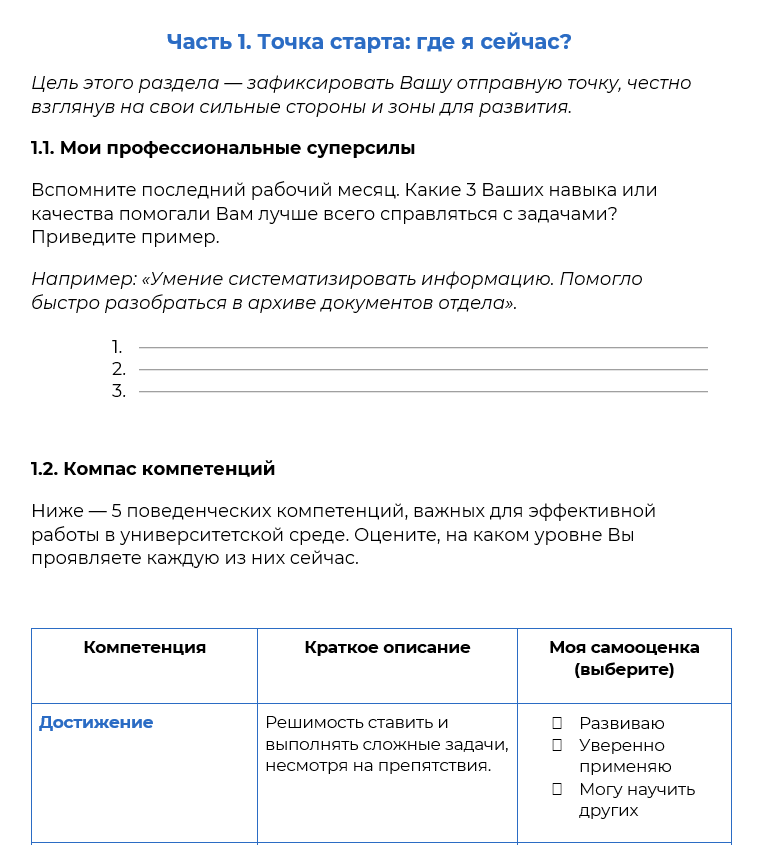 Часть 1. Точка старта: где я сейчас?
Цель этого раздела — зафиксировать Вашу отправную точку, честно
взглянув на свои сильные стороны и зоны для развития.
1.1. Мои профессиональные суперсилы
Вспомните последний рабочий месяц. Какие 3 Ваших навыка или
качества помогали Вам лучше всего справляться с задачами?
Приведите пример.
Например: «Умение систематизировать информацию. Помогло
быстро разобраться в архиве документов отдела».
1.
2.
3.
1.2. Компас компетенций
Ниже — 5 поведенческих компетенций, важных для эффективной
работы в университетской среде. Оцените, на каком уровне Вы
проявляете каждую из них сейчас.
Компетенция
Краткое описание
Моя самооценка
(выберите)
Достижение
Решимость ставить и
выполнять сложные задачи,
несмотря на препятствия.
Развиваю
Уверенно
применяю
Могу научить
других